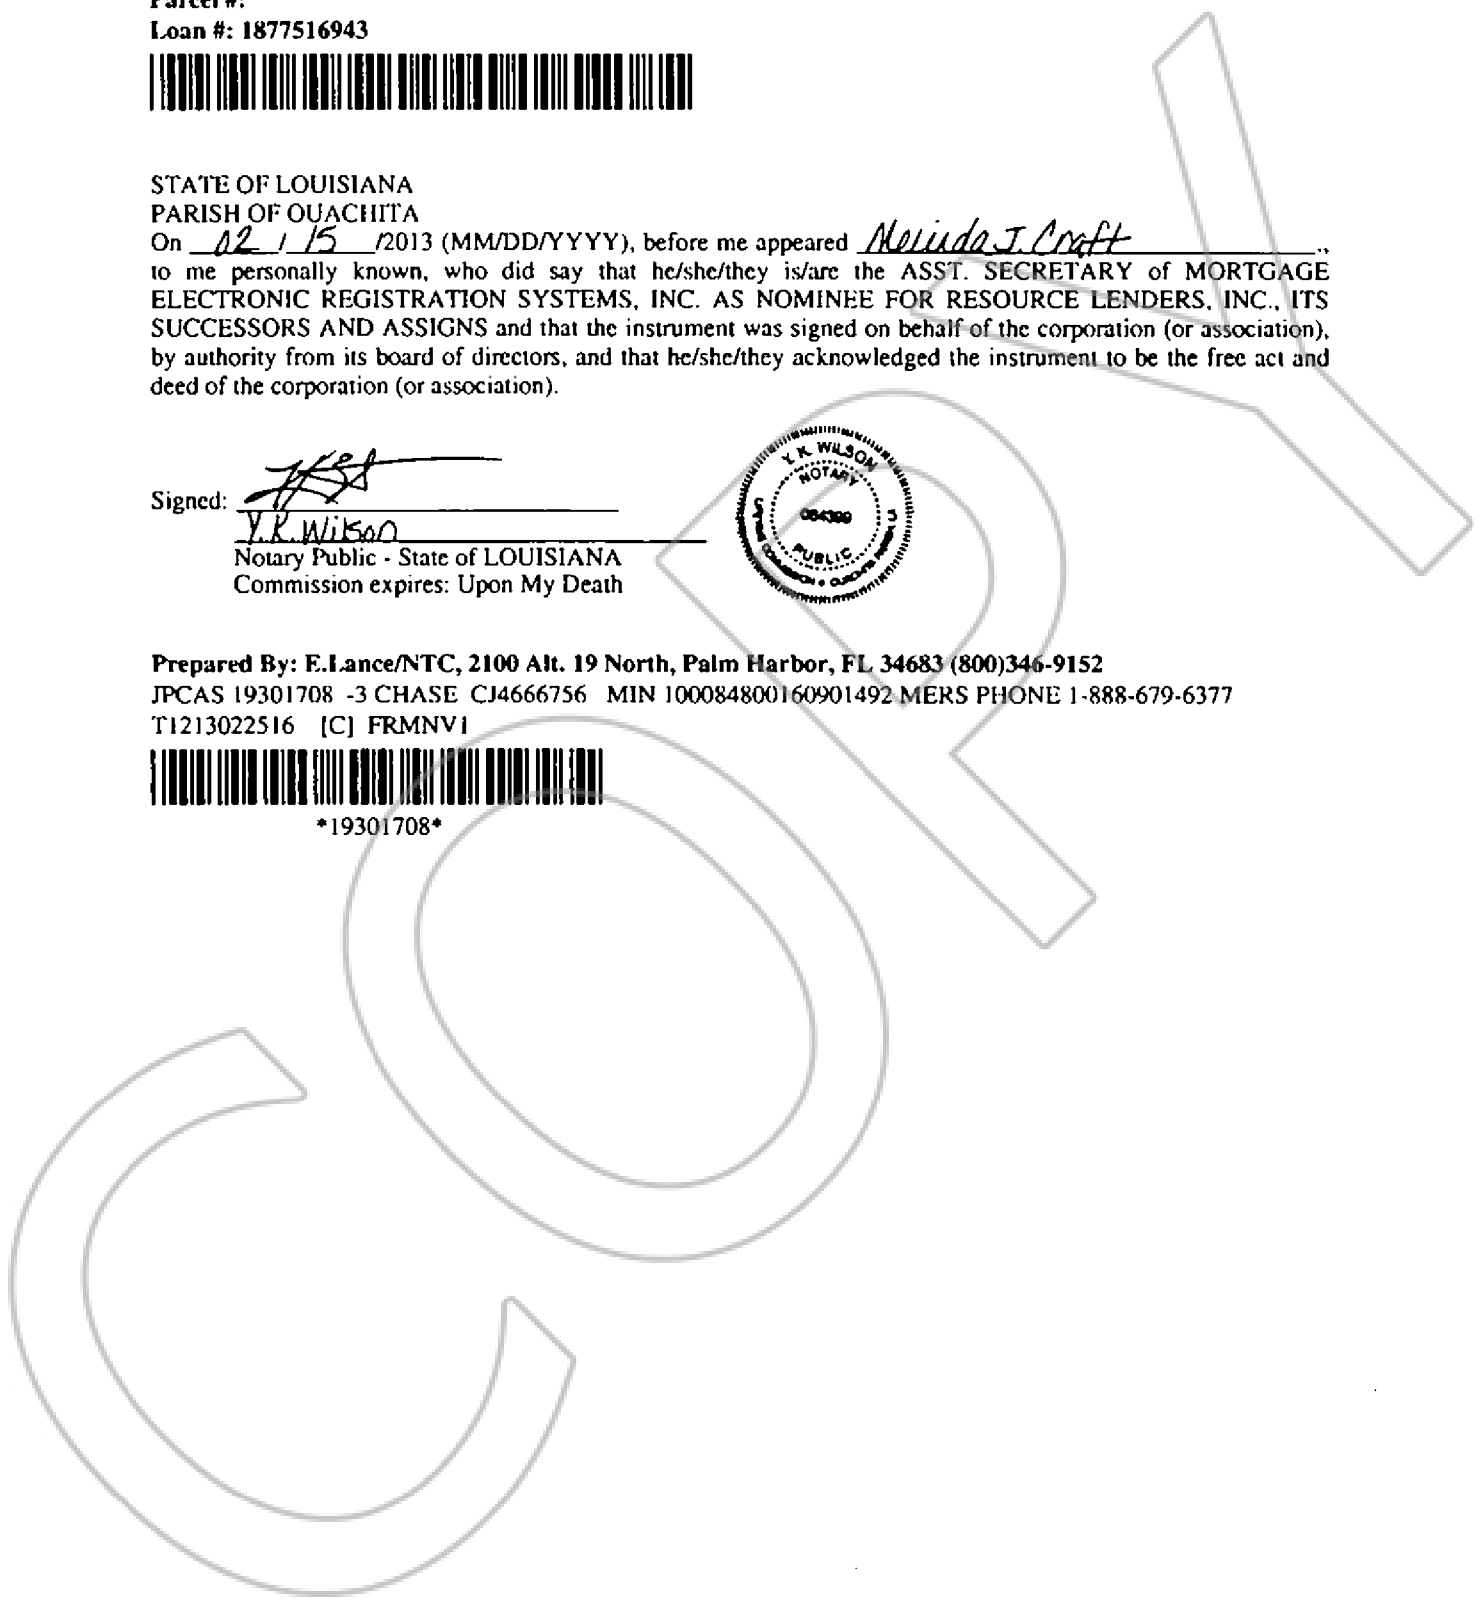 Parcel #:
Loan #: 1877516943
STATE OF LOUISIANA
PARISH OF OUACHITA
On 02 / 15 /2013 (MM/DD/YYYY), before me appeared Melinda J. Craft ,
to me personally known, who did say that he/she/they is/are the ASST. SECRETARY of MORTGAGE
ELECTRONIC REGISTRATION SYSTEMS, INC. AS NOMINEE FOR RESOURCE LENDERS, INC., ITS
SUCCESSORS AND ASSIGNS and that the instrument was signed on behalf of the corporation (or association),
by authority from its board of directors, and that he/she/they acknowledged the instrument to be the free act and
deed of the corporation (or association).
Y. K. WILSON
NOTARY
064399
PUBLIC
Signed:
Y.K. Wilson
Notary Public - State of LOUISIANA
Commission expires: Upon My Death
Prepared By: E.Lance/NTC, 2100 Alt. 19 North, Palm Harbor, FL 34683 (800)346-9152
JPCAS 19301708 -3 CHASE CJ4666756 MIN 100084800160901492 MERS PHONE 1-888-679-6377
T1213022516 [C] FRMNV1
*19301708*
COPY